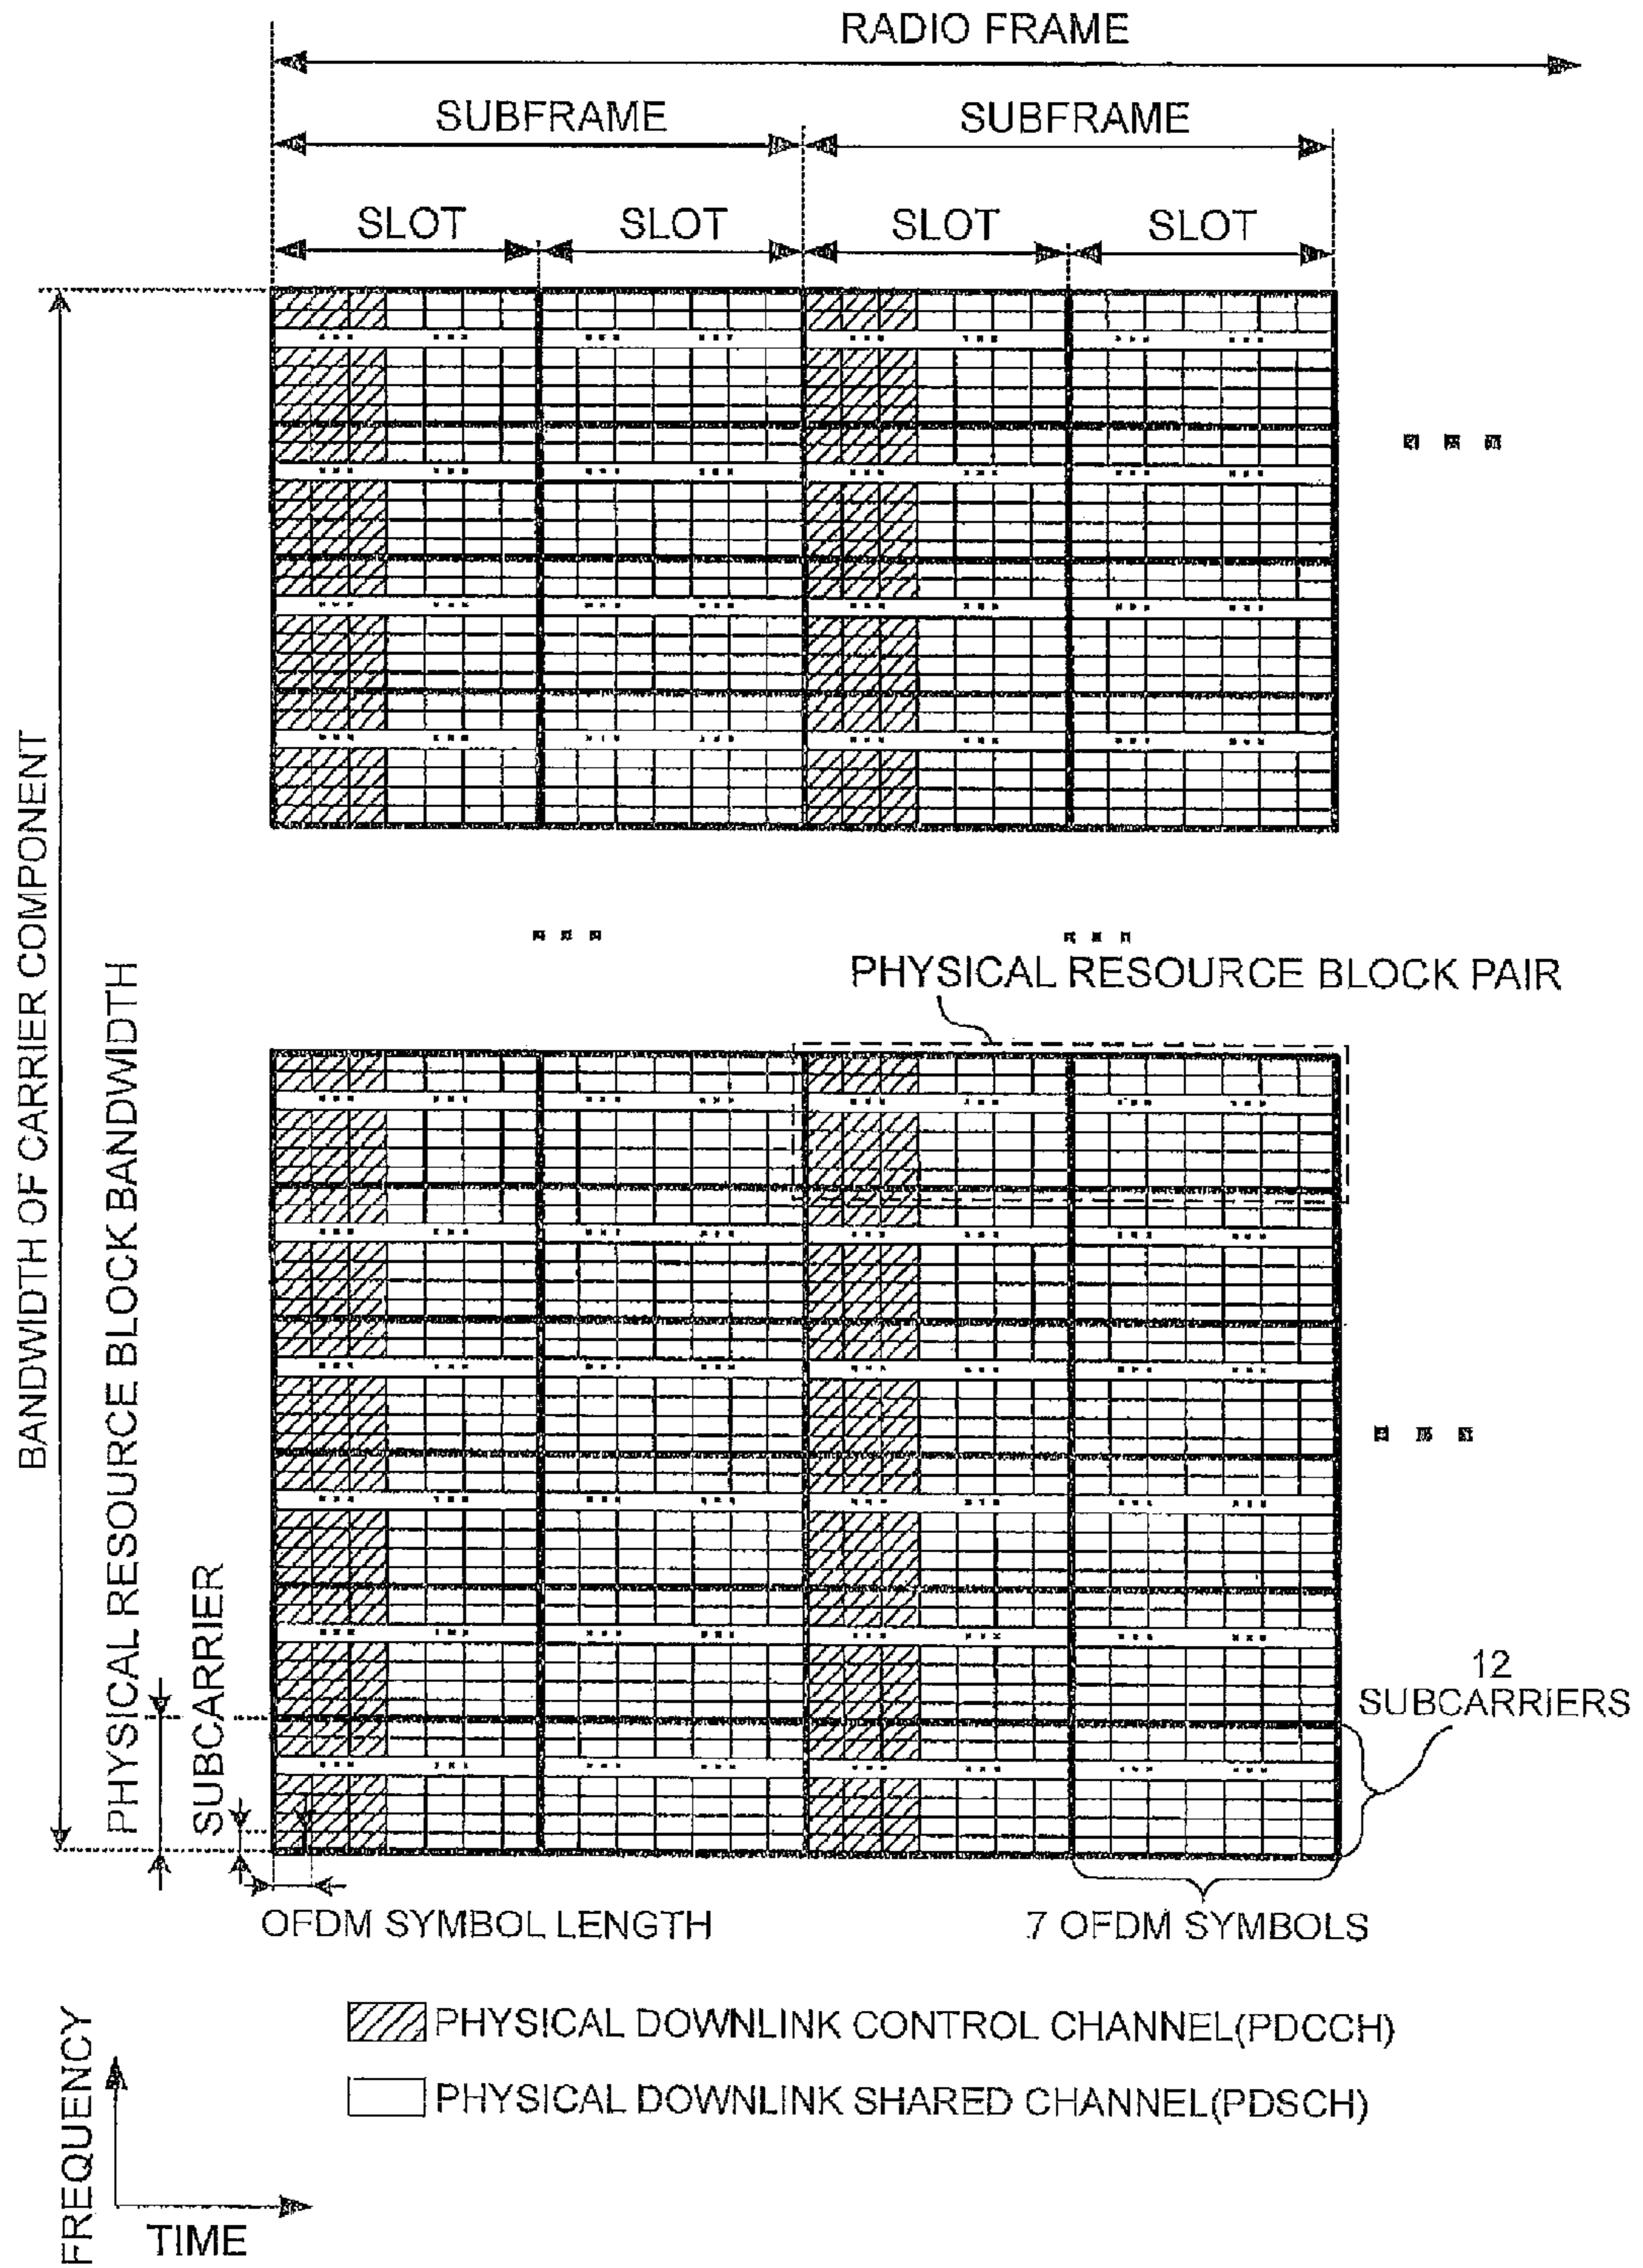 RADIO FRAME
SUBFRAME
SUBFRAME
SLOT
SLOT
SLOT
SLOT
BANDWIDTH OF CARRIER COMPONENT
PHYSICAL RESOURCE BLOCK PAIR
PHYSICAL RESOURCE BLOCK BANDWIDTH
SUBCARRIER
12
SUBCARRIERS
OFDM SYMBOL LENGTH
7 OFDM SYMBOLS
PHYSICAL DOWNLINK CONTROL CHANNEL(PDCCH)
PHYSICAL DOWNLINK SHARED CHANNEL(PDSCH)
FREQUENCY
TIME